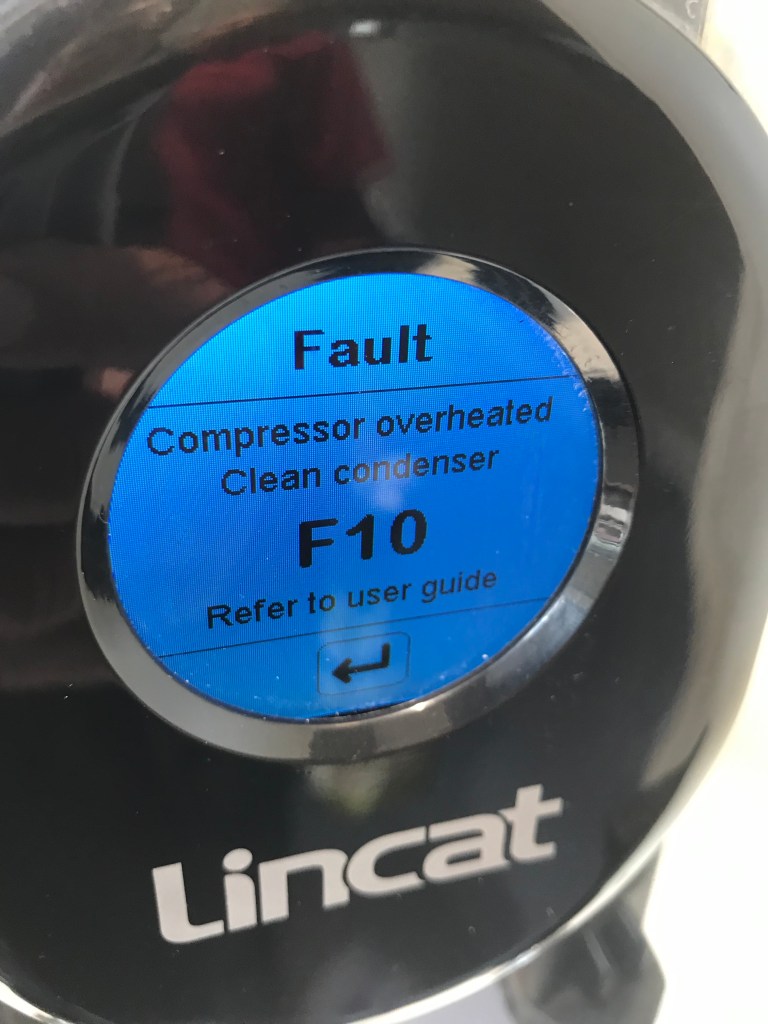 Fault
Compressor overheated
Clean condenser
F10
Refer to user guide
Lincat